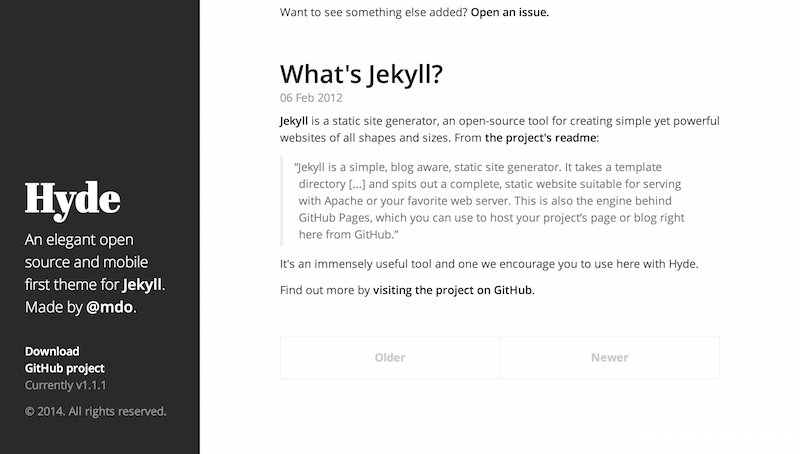 Want to see something else added? Open an issue.
What's Jekyll?
06 Feb 2012
Jekyll is a static site generator, an open-source tool for creating simple yet powerful
websites of all shapes and sizes. From the project's readme:
“Jekyll is a simple, blog aware, static site generator. It takes a template
directory [...] and spits out a complete, static website suitable for serving
with Apache or your favorite web server. This is also the engine behind
GitHub Pages, which you can use to host your project’s page or blog right
here from GitHub.”
It's an immensely useful tool and one we encourage you to use here with Hyde.
Find out more by visiting the project on GitHub.
Older
Newer
Hyde
An elegant open
source and mobile
first theme for Jekyll.
Made by @mdo.
Download
GitHub project
Currently v1.1.1
© 2014. All rights reserved.